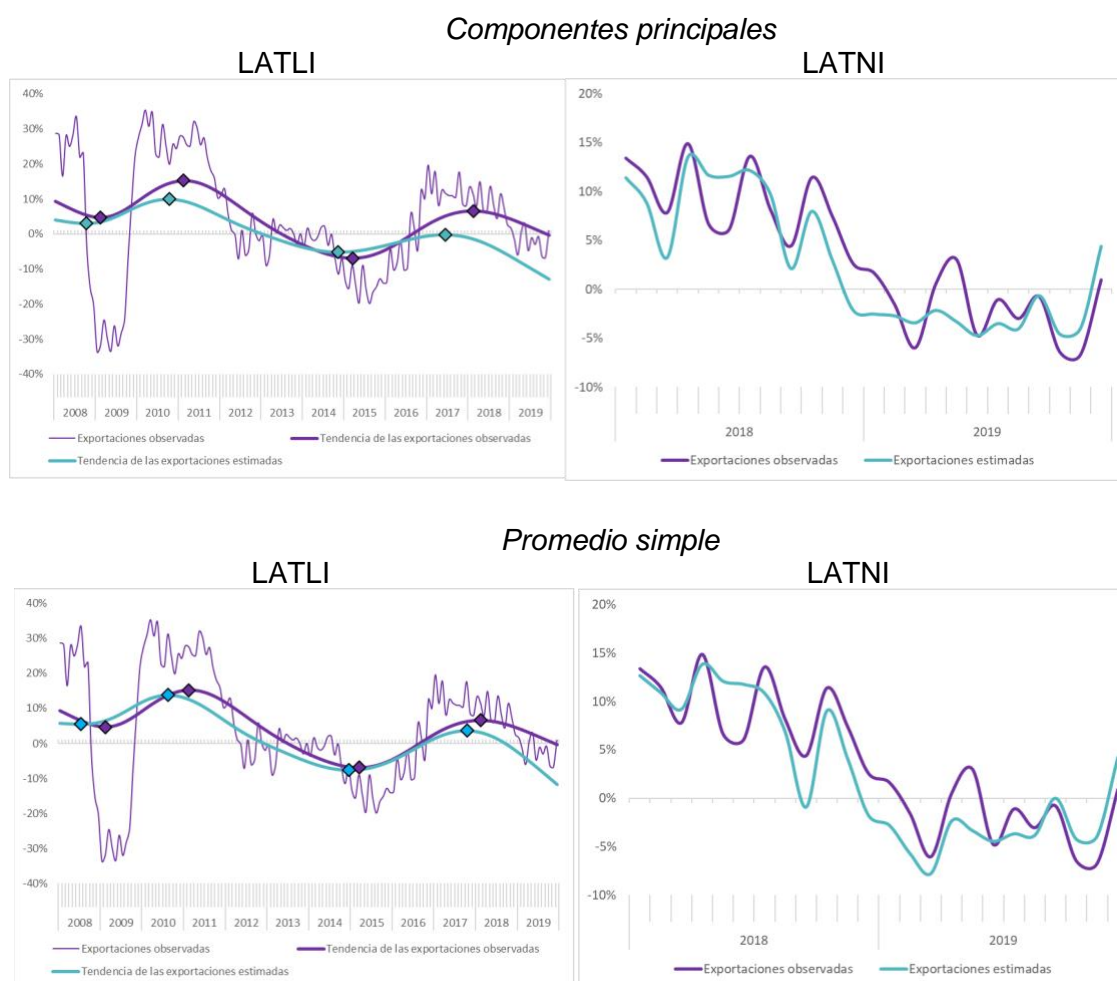 Componentes principales
LATLI
LATNI
40%
30%
20%
10%
0%
-10%
-20%
-30%
-40%
2008 2009 2010 2011 2012 2013 2014 2015 2016 2017 2018 2019
Exportaciones observadas Tendencia de las exportaciones observadas
Tendencia de las exportaciones estimadas
20%
15%
10%
5%
0%
-5%
-10%
2018 2019
Exportaciones observadas Exportaciones estimadas
Promedio simple
LATLI
LATNI
40%
30%
20%
10%
0%
-10%
-20%
-30%
-40%
2008 2009 2010 2011 2012 2013 2014 2015 2016 2017 2018 2019
Exportaciones observadas Tendencia de las exportaciones observadas
Tendencia de las exportaciones estimadas
20%
15%
10%
5%
0%
-5%
-10%
2018 2019
Exportaciones observadas Exportaciones estimadas